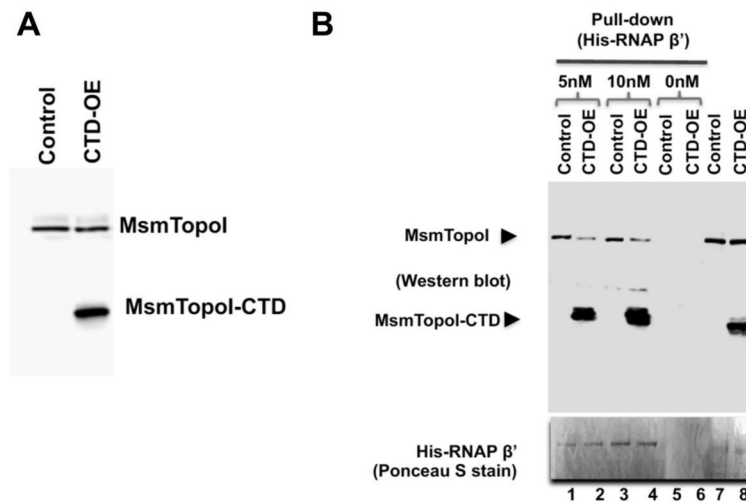 A
Control
CTD-OE
MsmTopoI
MsmTopoI-CTD
B
Pull-down
(His-RNAP β')
5nM 10nM 0nM
Control CTD-OE Control CTD-OE Control CTD-OE Control CTD-OE
MsmTopoI
(Western blot)
MsmTopoI-CTD
His-RNAP β'
(Ponceau S stain)
1 2 3 4 5 6 7 8